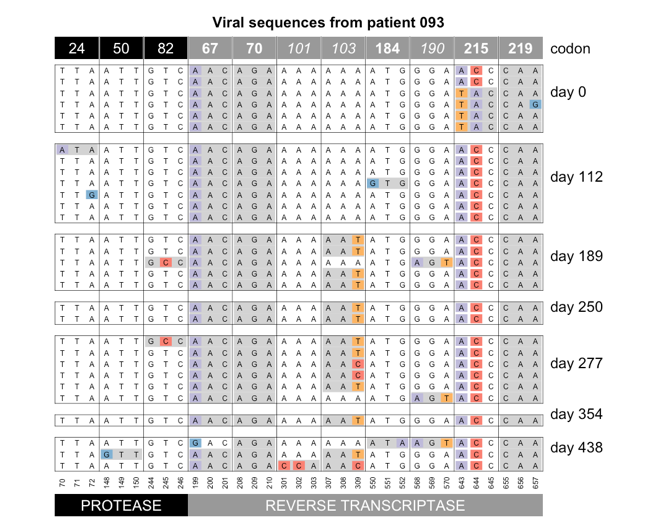 Viral sequences from patient 093
24 50 82 67 70 101 103 184 190 215 219 codon
T T A A T T G T C A A C A G A A A A A A A A T G G G A A C C C A A
T T A A T T G T C A A C A G A A A A A A A A T G G G A A C C C A A
T T A A T T G T C A A C A G A A A A A A A A T G G G A T A C C A A day 0
T T A A T T G T C A A C A G A A A A A A A A T G G G A T A C C A G
T T A A T T G T C A A C A G A A A A A A A A T G G G A T A C C A A
T T A A T T G T C A A C A G A A A A A A A A T G G G A T A C C A A
A T A A T T G T C A A C A G A A A A A A A A T G G G A A C C C A A
T T A A T T G T C A A C A G A A A A A A A A T G G G A A C C C A A
T T A A T T G T C A A C A G A A A A A A A A T G G G A A C C C A A
T T A A T T G T C A A C A G A A A A A A A G T G G G A A C C C A A day 112
T T G A T T G T C A A C A G A A A A A A A A T G G G A A C C C A A
T T A A T T G T C A A C A G A A A A A A A A T G G G A A C C C A A
T T A A T T G T C A A C A G A A A A A A A A T G G G A A C C C A A
T T A A T T G T C A A C A G A A A A A A T A T G G G A A C C C A A
T T A A T T G T C A A C A G A A A A A A T A T G G G A A C C C A A
T T A A T T G C C A A C A G A A A A A A A A T G A G T A C C C A A day 189
T T A A T T G T C A A C A G A A A A A A T A T G G G A A C C C A A
T T A A T T G T C A A C A G A A A A A A T A T G G G A A C C C A A
T T A A T T G T C A A C A G A A A A A A T A T G G G A A C C C A A day 250
T T A A T T G T C A A C A G A A A A A A T A T G G G A A C C C A A
T T A A T T G C C A A C A G A A A A A A T A T G G G A A C C C A A
T T A A T T G T C A A C A G A A A A A A T A T G G G A A C C C A A
T T A A T T G T C A A C A G A A A A A A C A T G G G A A C C C A A day 277
T T A A T T G T C A A C A G A A A A A A C A T G G G A A C C C A A
T T A A T T G T C A A C A G A A A A A A T A T G G G A A C C C A A
T T A A T T G T C A A C A G A A A A A A A A T G A G T A C C C A A
T T A A T T G T C A A C A G A A A A A A T A T G G G A A C C C A A day 354
T T A A T T G T C G A C A G A A A A A A A A T A A G T A C C C A A day 438
T T A G T T G T C A A C A G A A A A A A T A T G G G A A C C C A A
T T A A T T G T C A A C A G A C C A A A C A T G G G A A C C C A A
70 71 72 148 149 150 244 245 246 199 200 201 208 209 210 301 302 303 307 308 309 550 551 552 568 569 570 643 644 645 655 656 657
PROTEASE REVERSE TRANSCRIPTASE